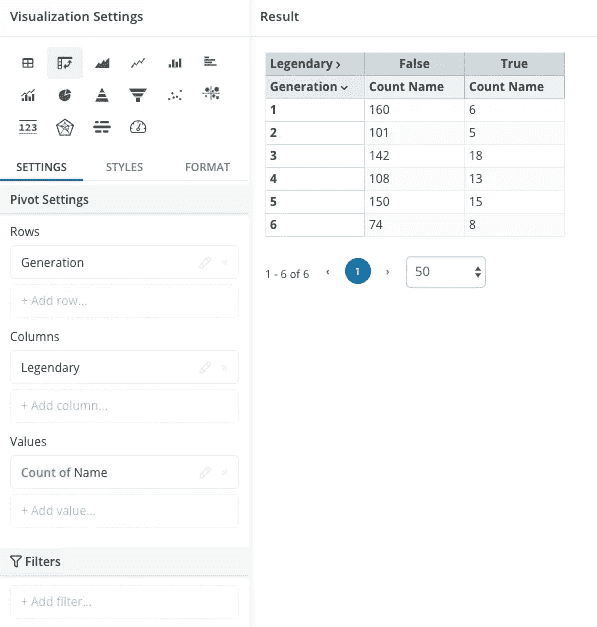 Visualization Settings
123
SETTINGS STYLES FORMAT
Pivot Settings
Rows
Generation
+ Add row...
Columns
Legendary
+ Add column...
Values
Count of Name
+ Add value...
Filters
+ Add filter...
Result
Legendary › False True
Generation Count Name Count Name
1 160 6
2 101 5
3 142 18
4 108 13
5 150 15
6 74 8
1 - 6 of 6 ‹ 1 › 50